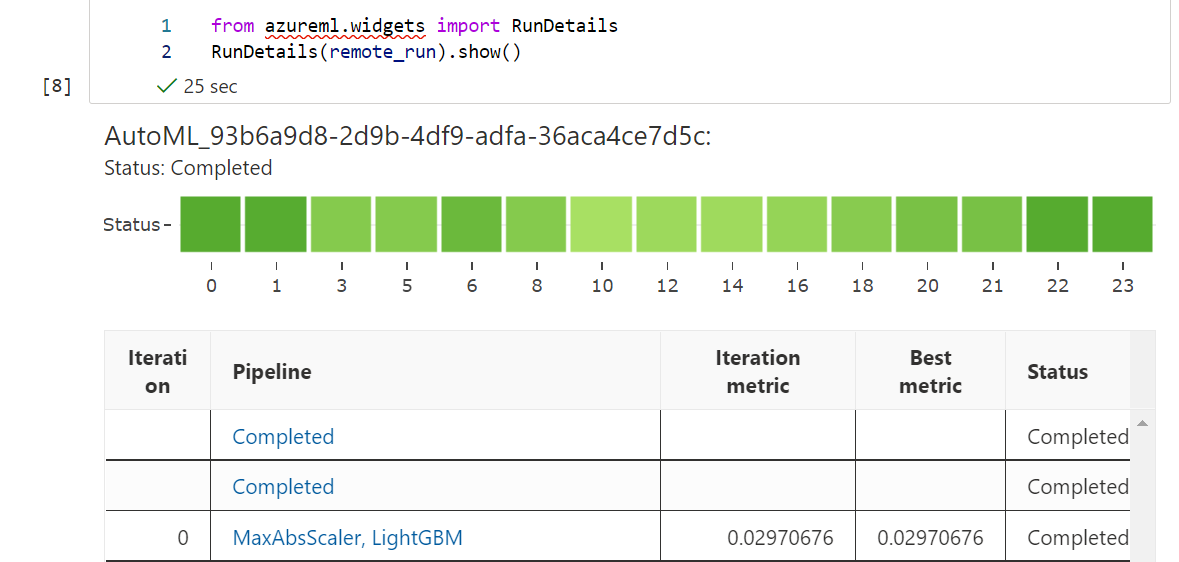 1 from azureml.widgets import RunDetails
2 RunDetails(remote_run).show()
[8] 25 sec
AutoML_93b6a9d8-2d9b-4df9-adfa-36aca4ce7d5c:
Status: Completed
Status
0 1 3 5 6 8 10 12 14 16 18 20 21 22 23
Iterati
on
Pipeline
Iteration
metric
Best
metric
Status
Completed Completed
Completed Completed
0 MaxAbsScaler, LightGBM 0.02970676 0.02970676 Completed